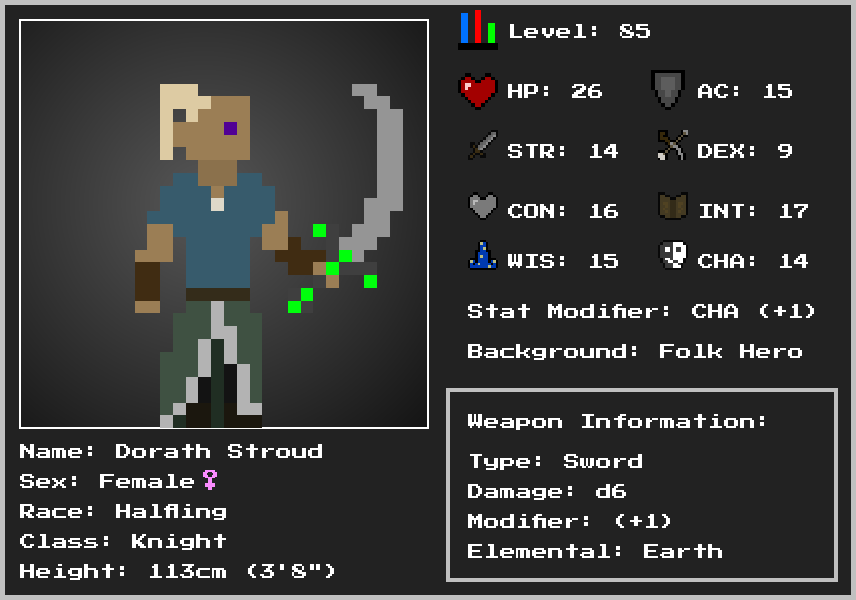 Level: 85
HP: 26 AC: 15
STR: 14 DEX: 9
CON: 16 INT: 17
WIS: 15 CHA: 14
Stat Modifier: CHA (+1)
Background: Folk Hero
Weapon Information:
Type: Sword
Damage: d6
Modifier: (+1)
Elemental: Earth
Name: Dorath Stroud
Sex: Female♀
Race: Halfling
Class: Knight
Height: 113cm (3'8")